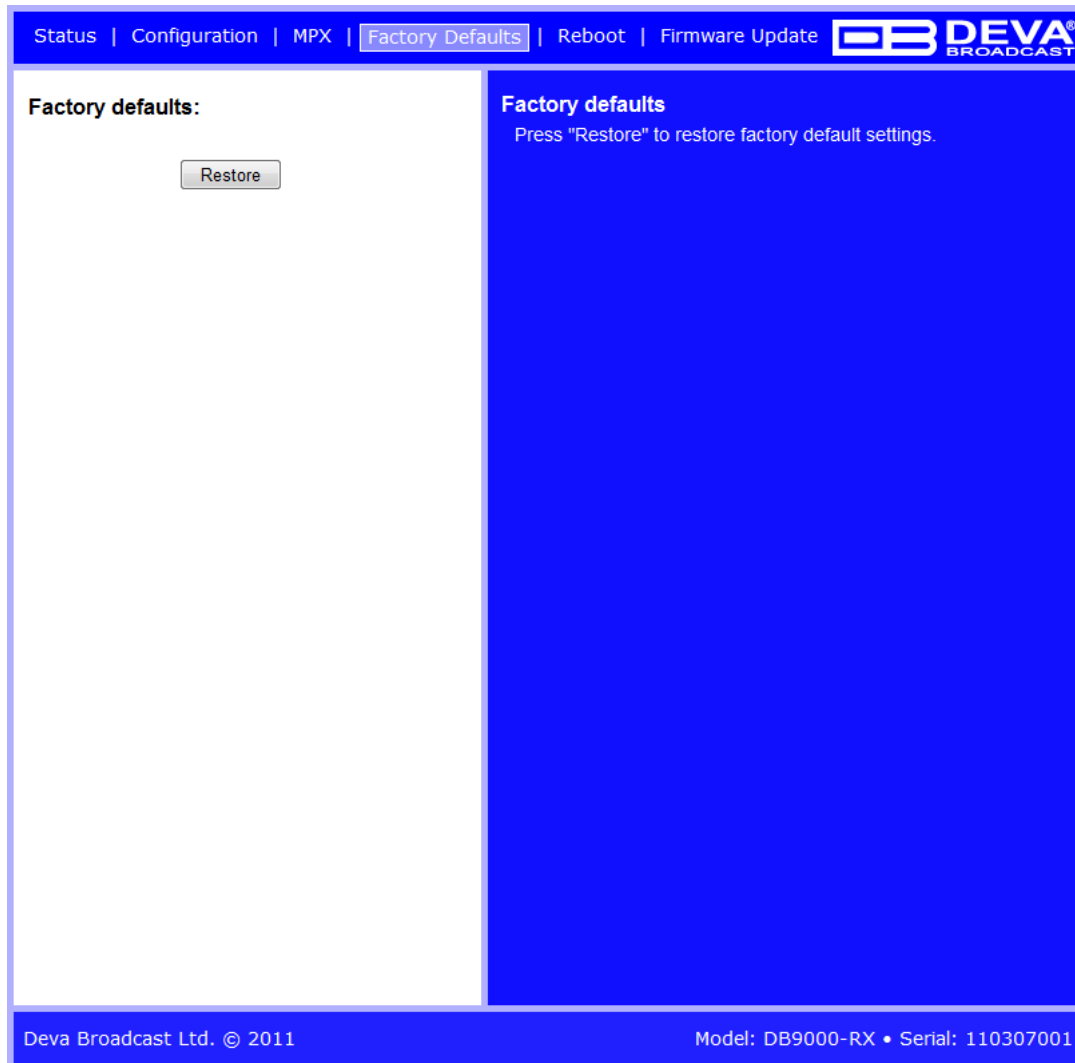 Status | Configuration | MPX | Factory Defaults | Reboot | Firmware Update
DEVA®
BROADCAST
Factory defaults:
Restore
Factory defaults
Press "Restore" to restore factory default settings.
Deva Broadcast Ltd. © 2011
Model: DB9000-RX • Serial: 110307001